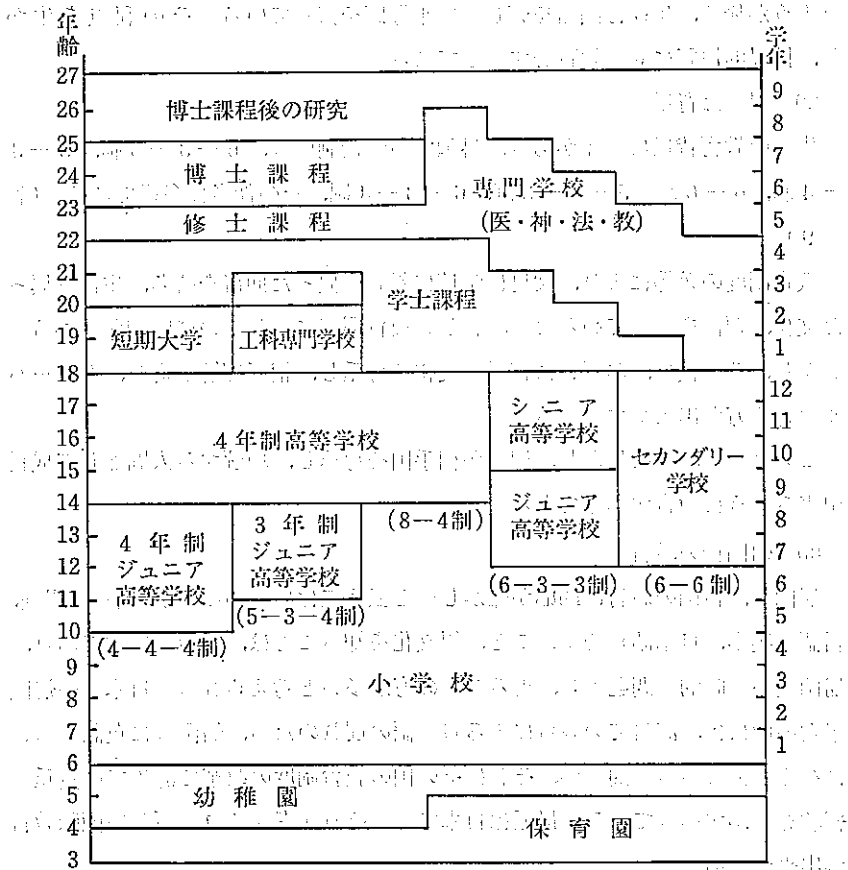 年齢
学年
27
26
25
24
23
22
21
20
19
18
17
16
15
14
13
12
11
10
9
8
7
6
5
4
3
9
8
7
6
5
4
3
2
1
12
11
10
9
8
7
6
5
4
3
2
1
博士課程後の研究
博士課程
専門学校
(医・神・法・教)
修士課程
学士課程
短期大学
工科専門学校
4年制高等学校
シニア
高等学校
セカンダリー
学校
ジュニア
高等学校
4年制
ジュニア
高等学校
3年制
ジュニア
高等学校
(8-4制)
(6-3-3制)
(6-6制)
(5-3-4制)
(4-4-4制)
小学校
幼稚園
保育園